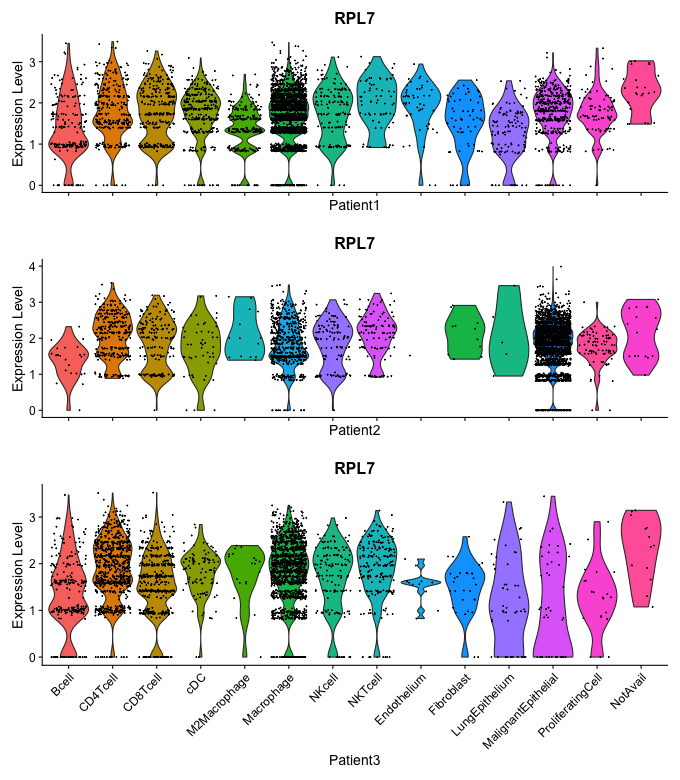 RPL7
Expression Level
3
2
1
0
Patient1
RPL7
Expression Level
4
3
2
1
0
Patient2
RPL7
Expression Level
3
2
1
0
Bcell
CD4Tcell
CD8Tcell
cDC
M2Macrophage
Macrophage
NKcell
NKTcell
Endothelium
Fibroblast
LungEpithelium
MalignantEpithelial
ProliferatingCell
NotAvail
Patient3